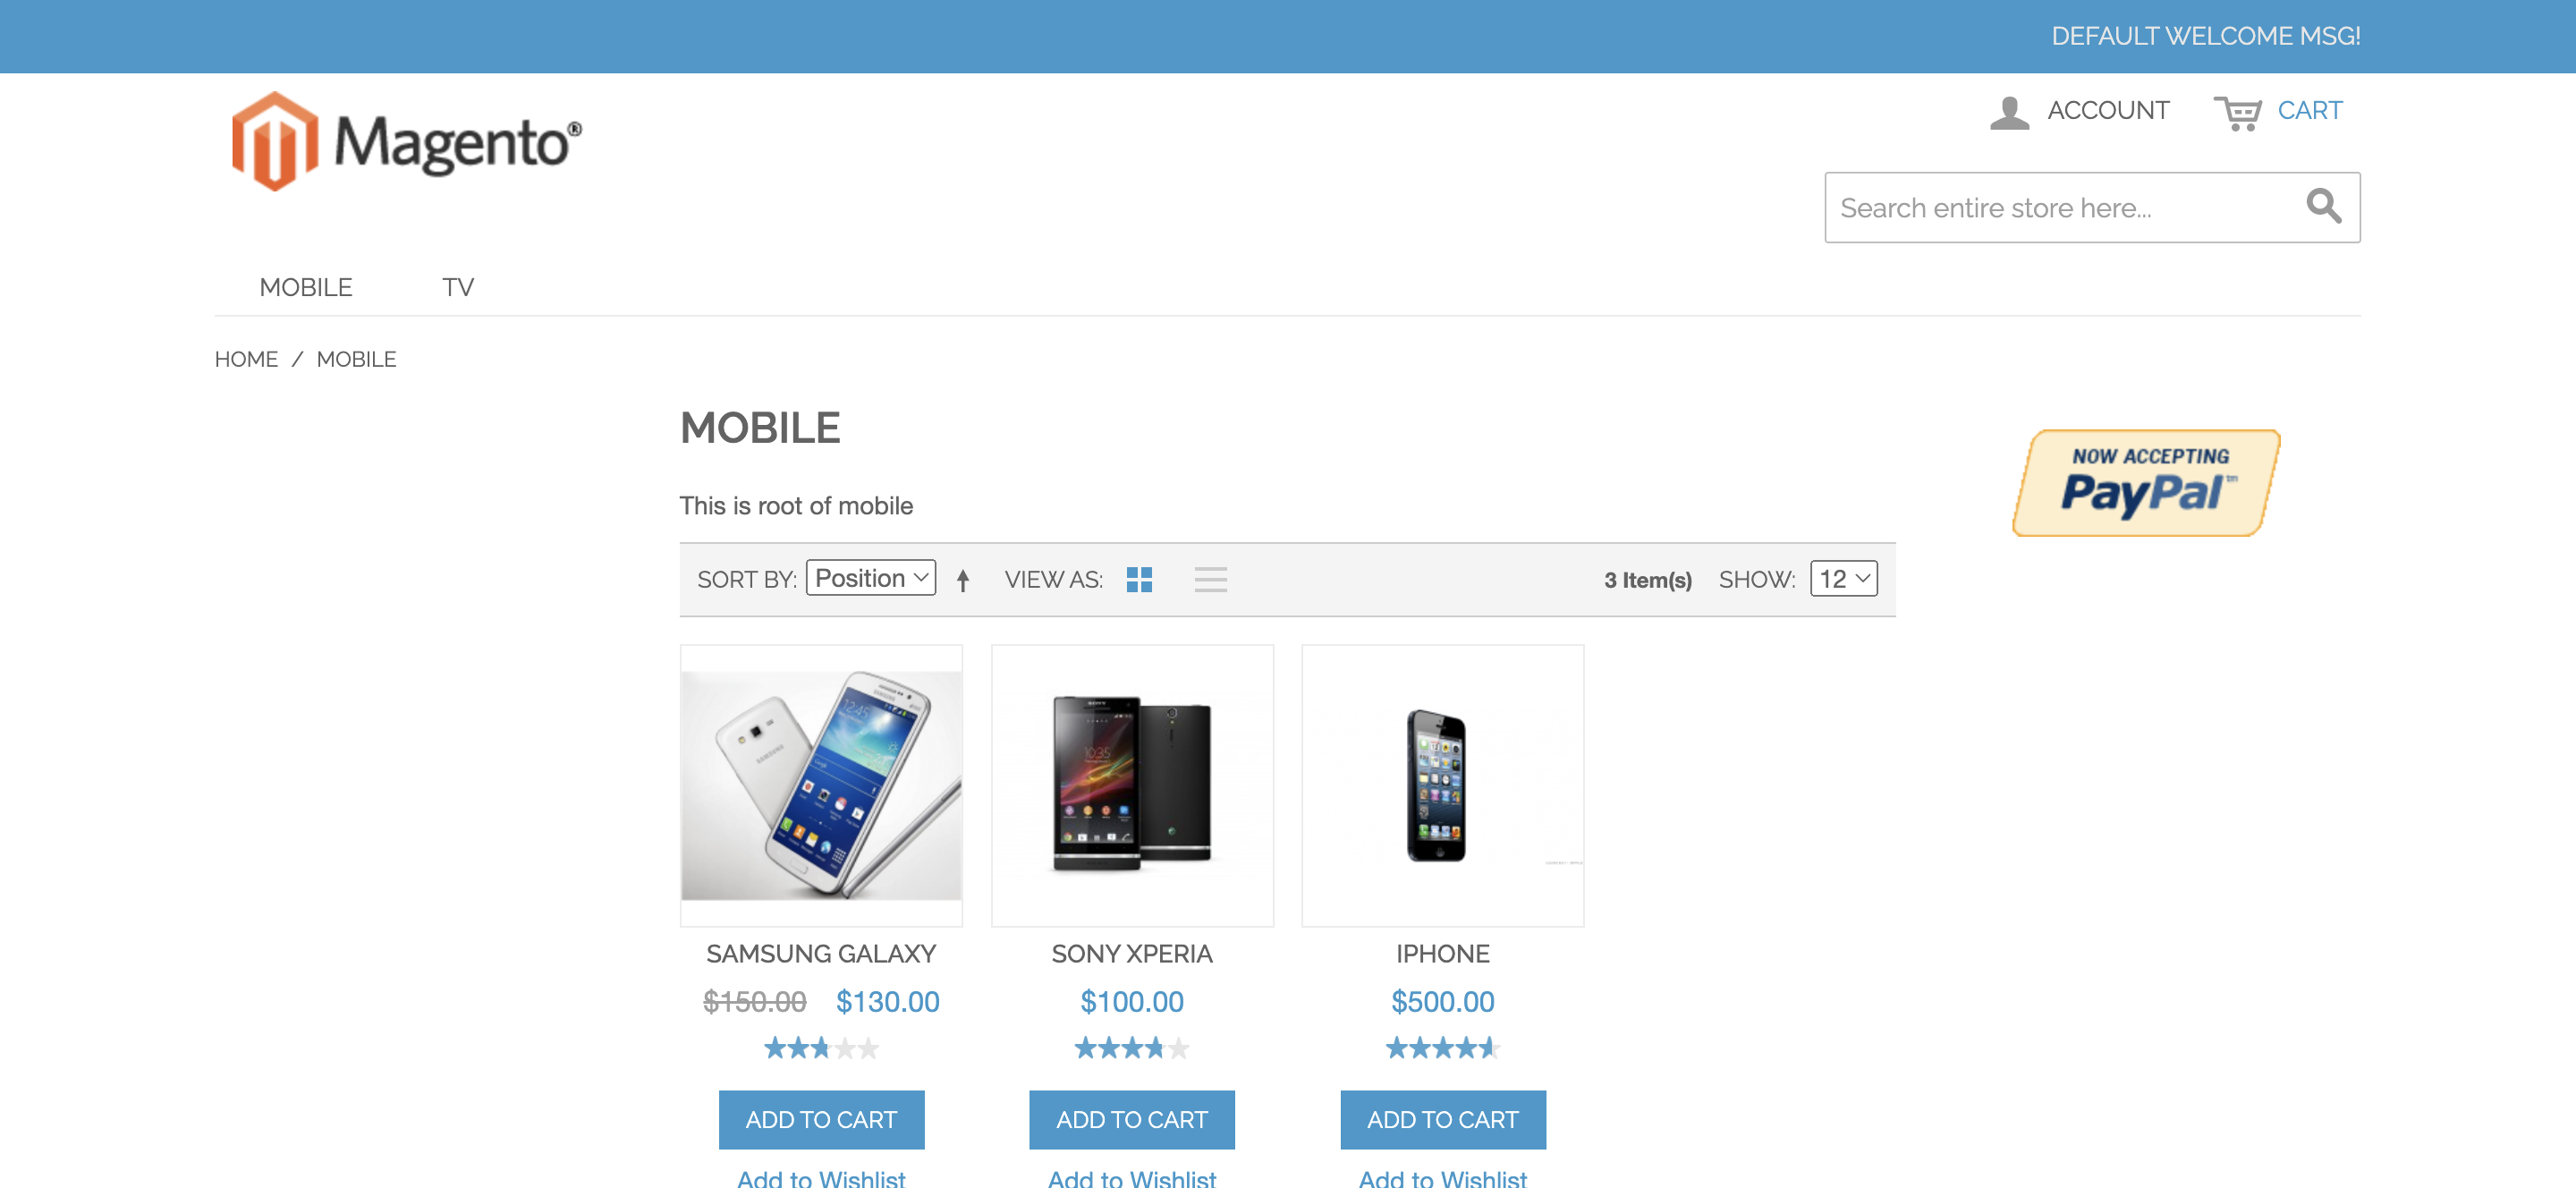 DEFAULT WELCOME MSG!
Magento®
ACCOUNT
CART
Search entire store here...
MOBILE
TV
HOME / MOBILE
MOBILE
NOW ACCEPTING
PayPal™
This is root of mobile
SORT BY: Position VIEW AS: 3 Item(s) SHOW: 12
SAMSUNG GALAXY
$150.00 $130.00
ADD TO CART
Add to Wishlist
SONY XPERIA
$100.00
ADD TO CART
Add to Wishlist
IPHONE
$500.00
ADD TO CART
Add to Wishlist